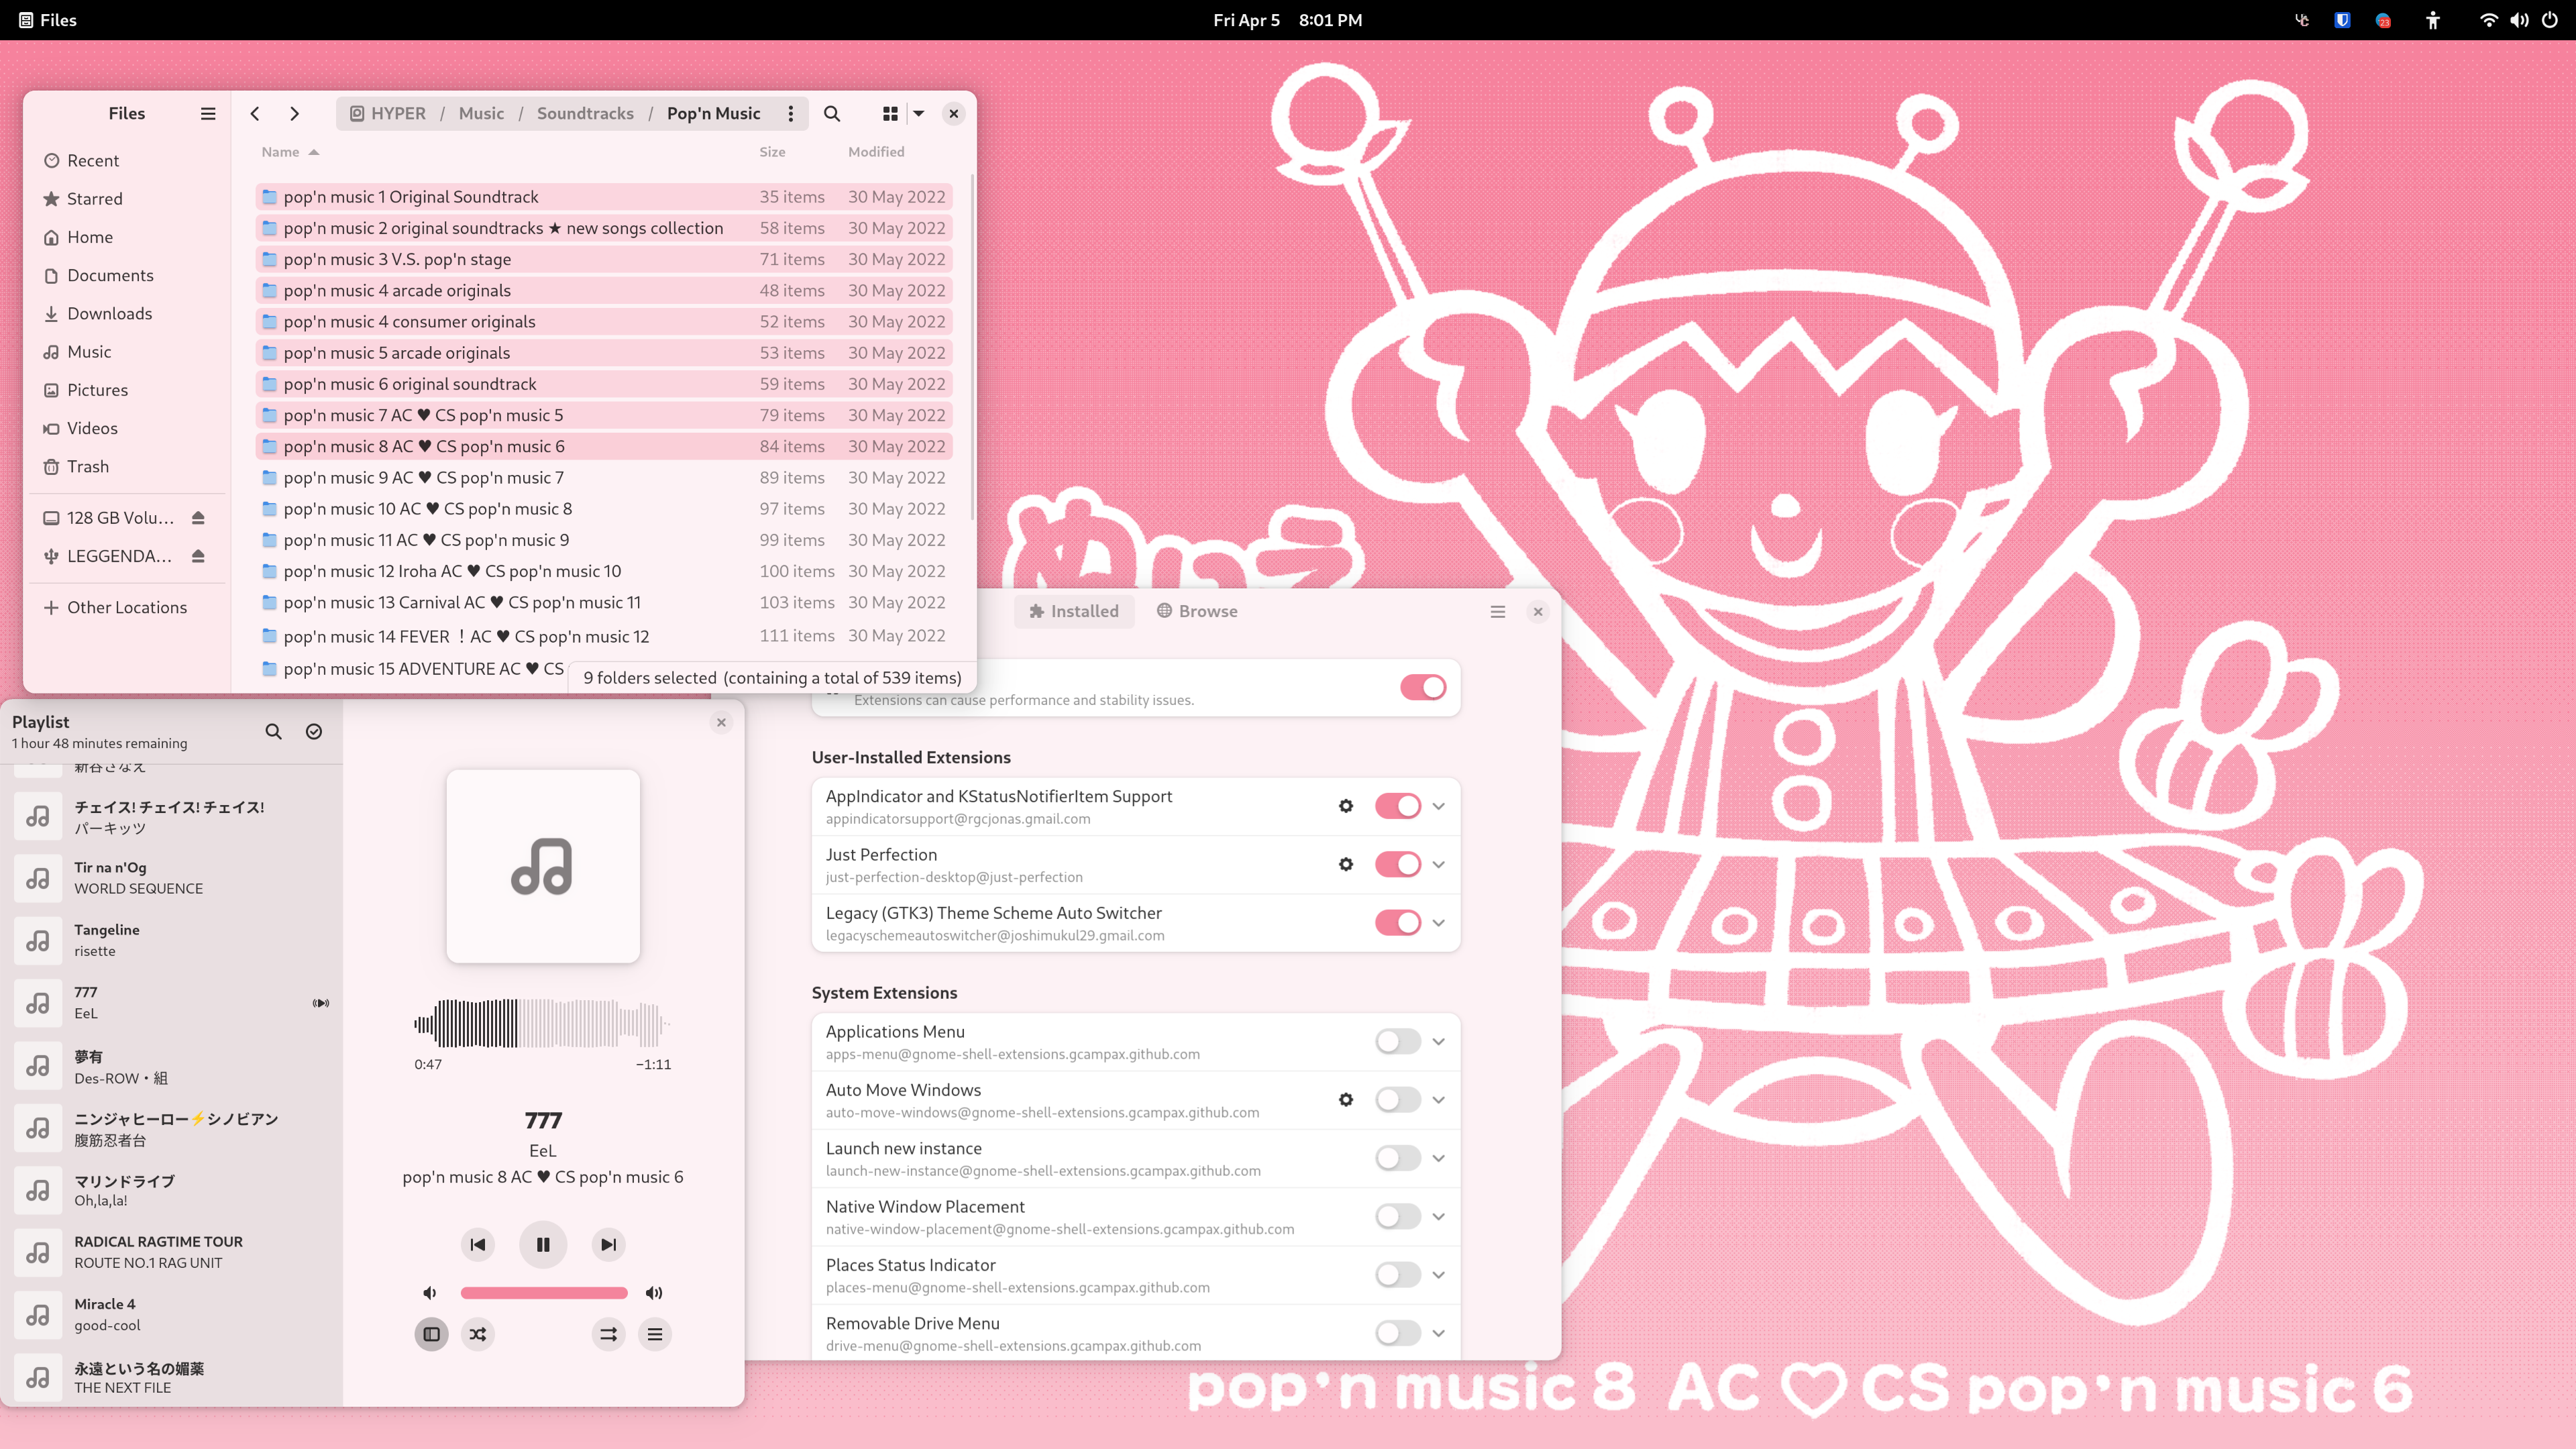 Files
Fri Apr 5 8:01 PM
23
Files
HYPER / Music / Soundtracks / Pop'n Music
Recent
Starred
Home
Documents
Downloads
Music
Pictures
Videos
Trash
128 GB Volu…
LEGGENDA…
Other Locations
Name Size Modified
pop'n music 1 Original Soundtrack 35 items 30 May 2022
pop'n music 2 original soundtracks ★ new songs collection 58 items 30 May 2022
pop'n music 3 V.S. pop'n stage 71 items 30 May 2022
pop'n music 4 arcade originals 48 items 30 May 2022
pop'n music 4 consumer originals 52 items 30 May 2022
pop'n music 5 arcade originals 53 items 30 May 2022
pop'n music 6 original soundtrack 59 items 30 May 2022
pop'n music 7 AC ♥ CS pop'n music 5 79 items 30 May 2022
pop'n music 8 AC ♥ CS pop'n music 6 84 items 30 May 2022
pop'n music 9 AC ♥ CS pop'n music 7 89 items 30 May 2022
pop'n music 10 AC ♥ CS pop'n music 8 97 items 30 May 2022
pop'n music 11 AC ♥ CS pop'n music 9 99 items 30 May 2022
pop'n music 12 Iroha AC ♥ CS pop'n music 10 100 items 30 May 2022
pop'n music 13 Carnival AC ♥ CS pop'n music 11 103 items 30 May 2022
pop'n music 14 FEVER ！AC ♥ CS pop'n music 12 111 items 30 May 2022
pop'n music 15 ADVENTURE AC ♥ CS
9 folders selected (containing a total of 539 items)
Playlist
1 hour 48 minutes remaining
新谷さなえ
チェイス! チェイス! チェイス!
パーキッツ
Tir na n'Og
WORLD SEQUENCE
Tangeline
risette
777
EeL
夢有
Des-ROW・組
ニンジャヒーロー⚡シノビアン
腹筋忍者台
マリンドライブ
Oh,la,la!
RADICAL RAGTIME TOUR
ROUTE NO.1 RAG UNIT
Miracle 4
good-cool
永遠という名の媚薬
THE NEXT FILE
0:47 −1:11
777
EeL
pop'n music 8 AC ♥ CS pop'n music 6
Installed Browse
Extensions can cause performance and stability issues.
User-Installed Extensions
AppIndicator and KStatusNotifierItem Support
appindicatorsupport@rgcjonas.gmail.com
Just Perfection
just-perfection-desktop@just-perfection
Legacy (GTK3) Theme Scheme Auto Switcher
legacyschemeautoswitcher@joshimukul29.gmail.com
System Extensions
Applications Menu
apps-menu@gnome-shell-extensions.gcampax.github.com
Auto Move Windows
auto-move-windows@gnome-shell-extensions.gcampax.github.com
Launch new instance
launch-new-instance@gnome-shell-extensions.gcampax.github.com
Native Window Placement
native-window-placement@gnome-shell-extensions.gcampax.github.com
Places Status Indicator
places-menu@gnome-shell-extensions.gcampax.github.com
Removable Drive Menu
drive-menu@gnome-shell-extensions.gcampax.github.com
pop'n music 8 AC ♡ CS pop'n music 6